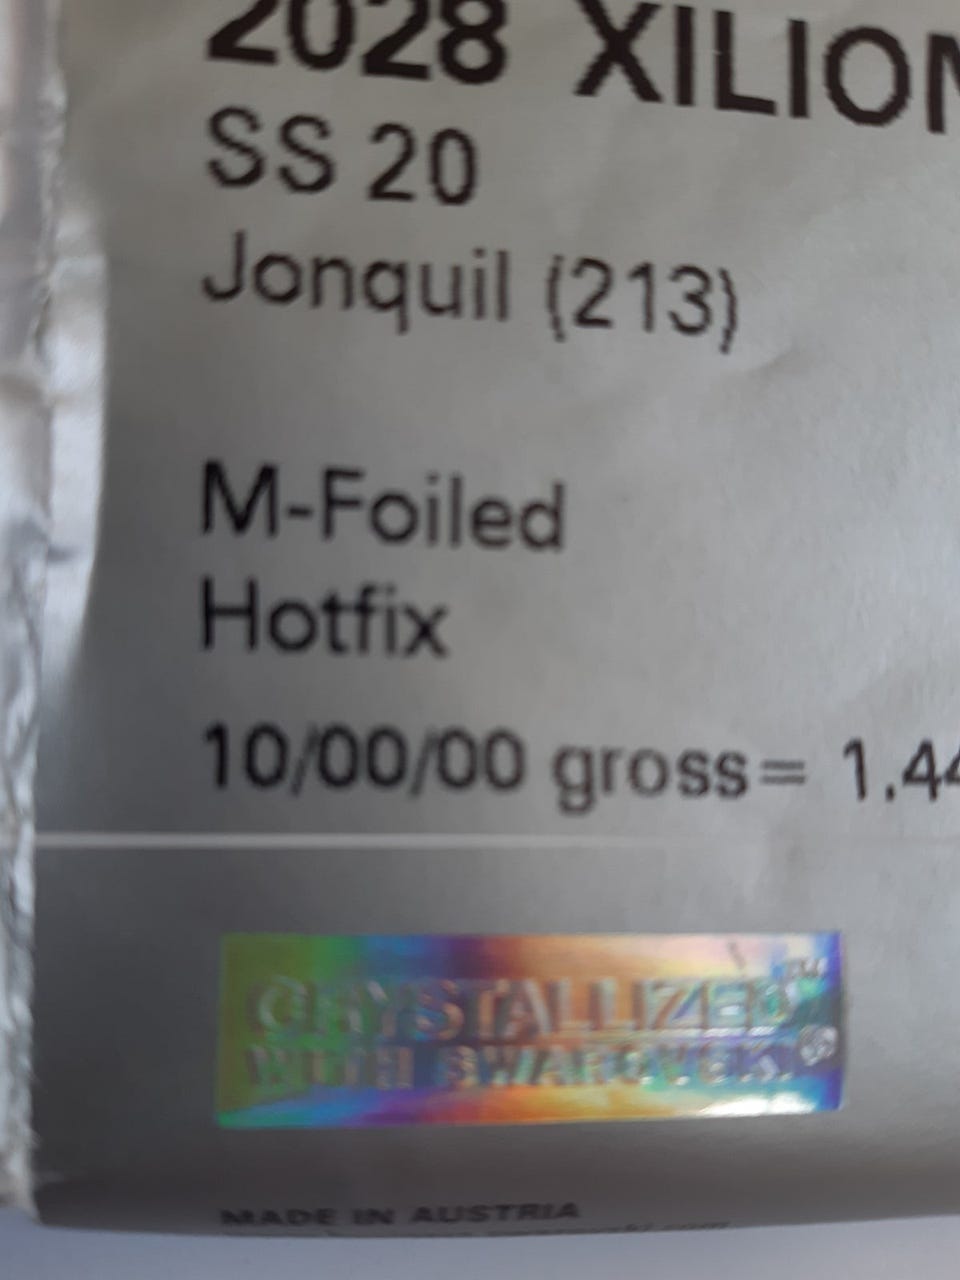 2028 XILION
SS 20
Jonquil (213)
M-Foiled
Hotfix
10/00/00 gross= 1.44
CRYSTALLIZED™
WITH SWAROVSKI®
MADE IN AUSTRIA